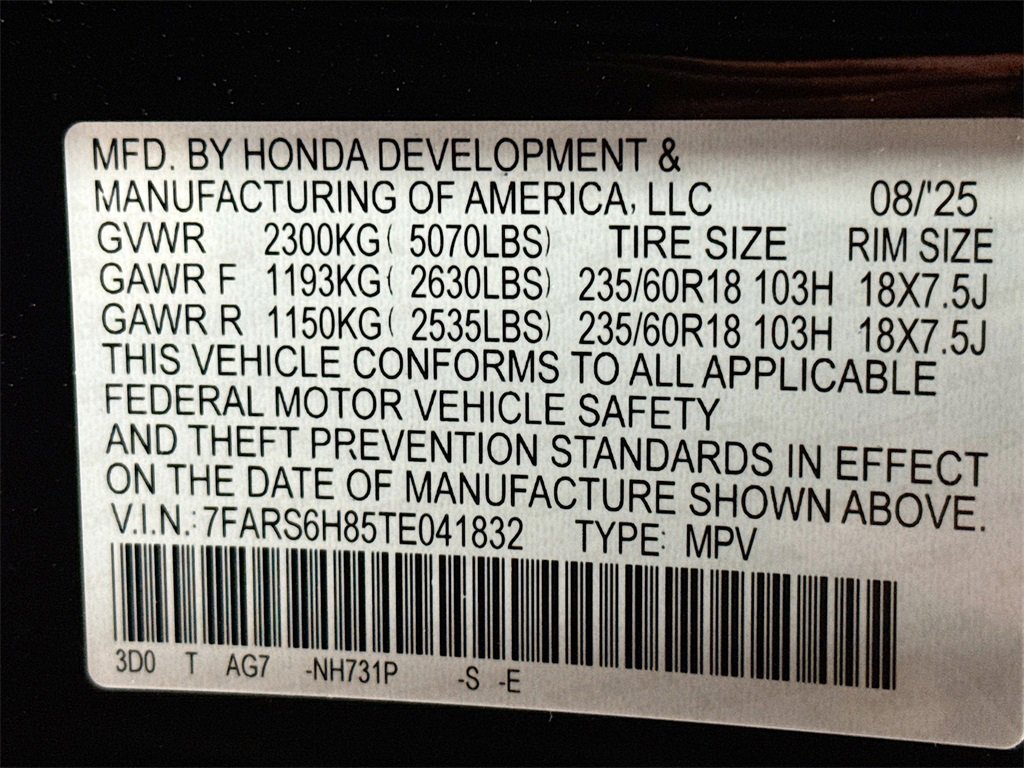 MFD. BY HONDA DEVELOPMENT &
MANUFACTURING OF AMERICA, LLC 08/'25
GVWR 2300KG ( 5070LBS) TIRE SIZE RIM SIZE
GAWR F 1193KG ( 2630LBS) 235/60R18 103H 18X7.5J
GAWR R 1150KG ( 2535LBS) 235/60R18 103H 18X7.5J
THIS VEHICLE CONFORMS TO ALL APPLICABLE
FEDERAL MOTOR VEHICLE SAFETY
AND THEFT PREVENTION STANDARDS IN EFFECT
ON THE DATE OF MANUFACTURE SHOWN ABOVE.
V.I.N.: 7FARS6H85TE041832 TYPE: MPV
3D0 T AG7 -NH731P -S -E